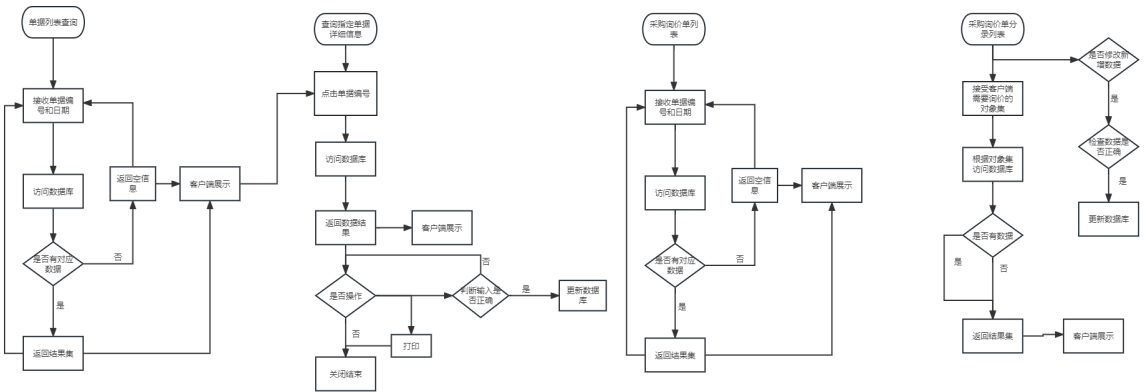 单据列表查询
接收单据编
号和日期
访问数据库
返回空信
息
客户端展示
是否有对应
数据
否
是
返回结果集
查询指定单据
详细信息
点击单据编号
访问数据库
返回数据结
果
客户端展示
否
是否操作
判断输入是
否正确
是
更新数据
库
否
打印
关闭结束
采购询价单列
表
接收单据编
号和日期
访问数据库
返回空信
息
客户端展示
是否有对应
数据
否
是
返回结果集
采购询价单分
录列表
是否修改新
增数据
接受客户端
需要询价的
对象集
是
检查数据是
否正确
根据对象集
访问数据库
是
更新数据库
是否有数据
是
否
返回结果集
客户端展示